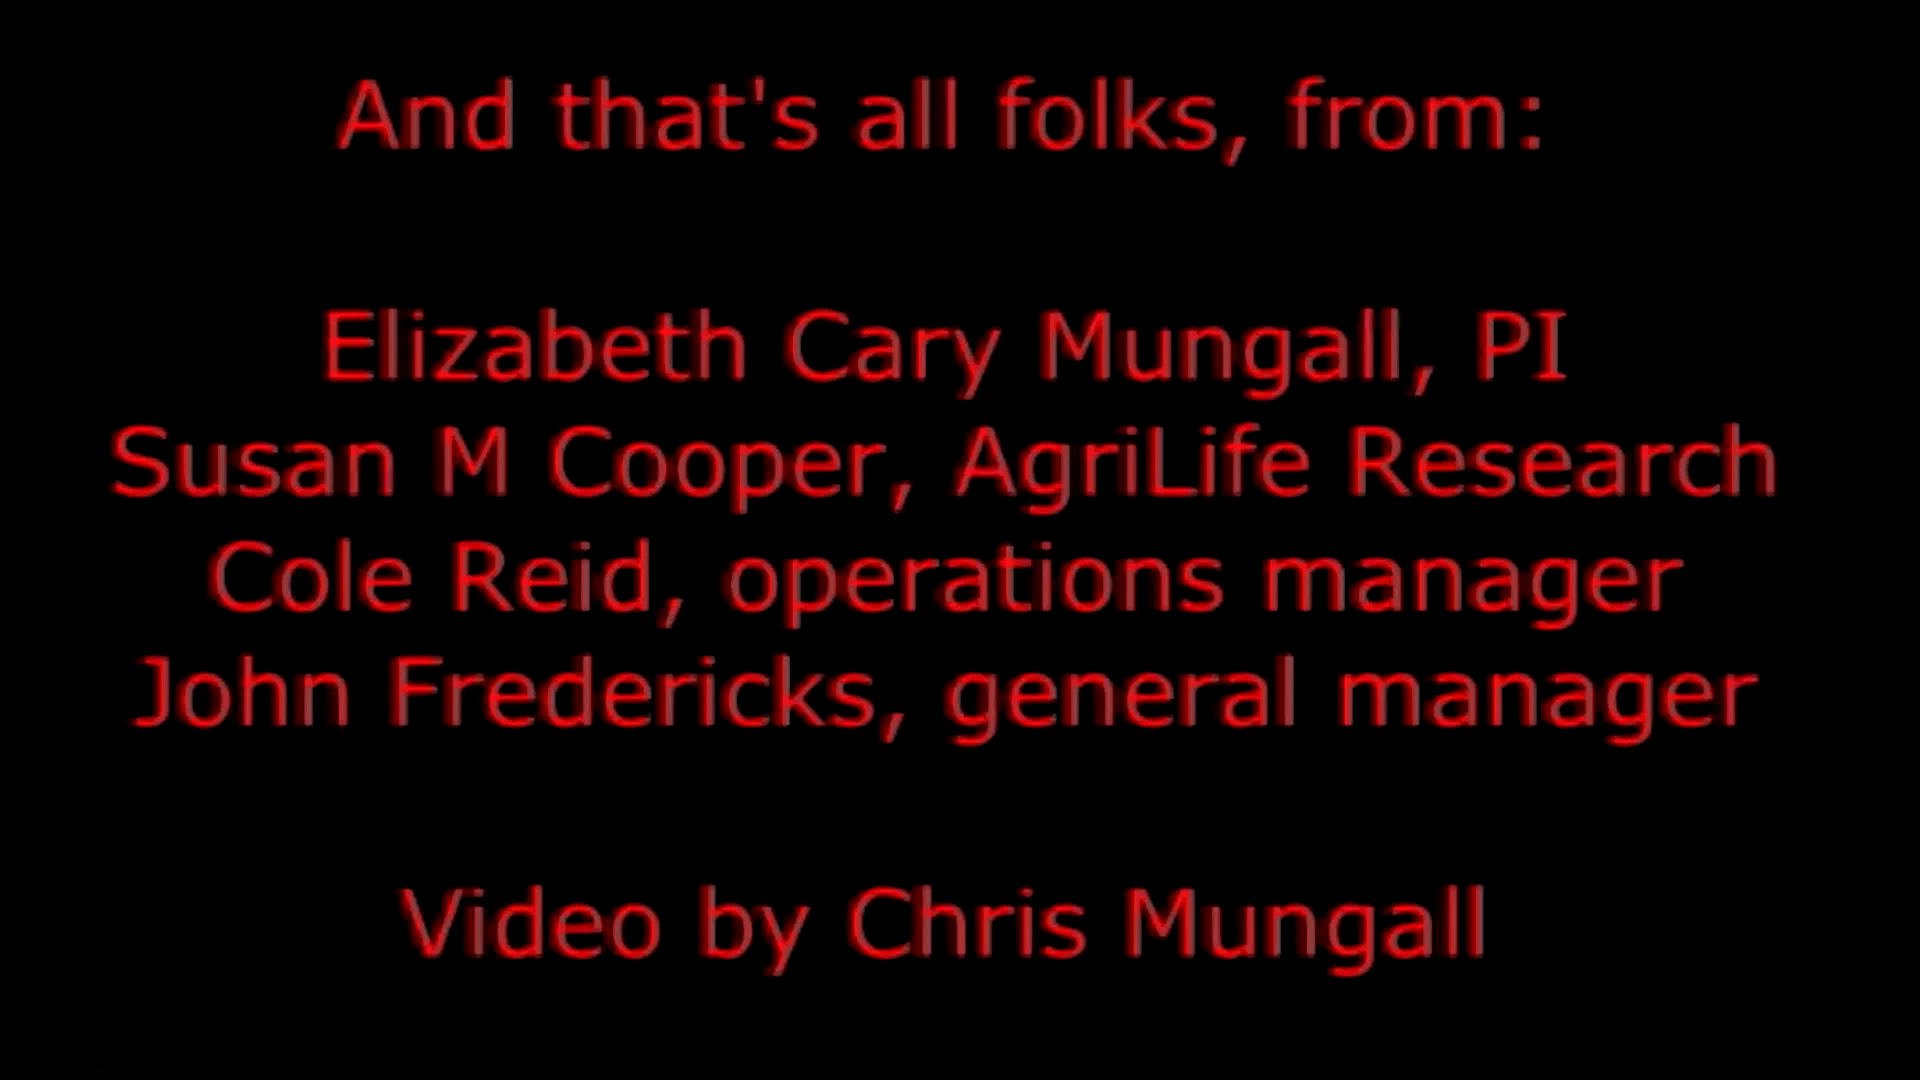 And that's all folks, from:
Elizabeth Cary Mungall, PI
Susan M Cooper, AgriLife Research
Cole Reid, operations manager
John Fredericks, general manager
Video by Chris Mungall